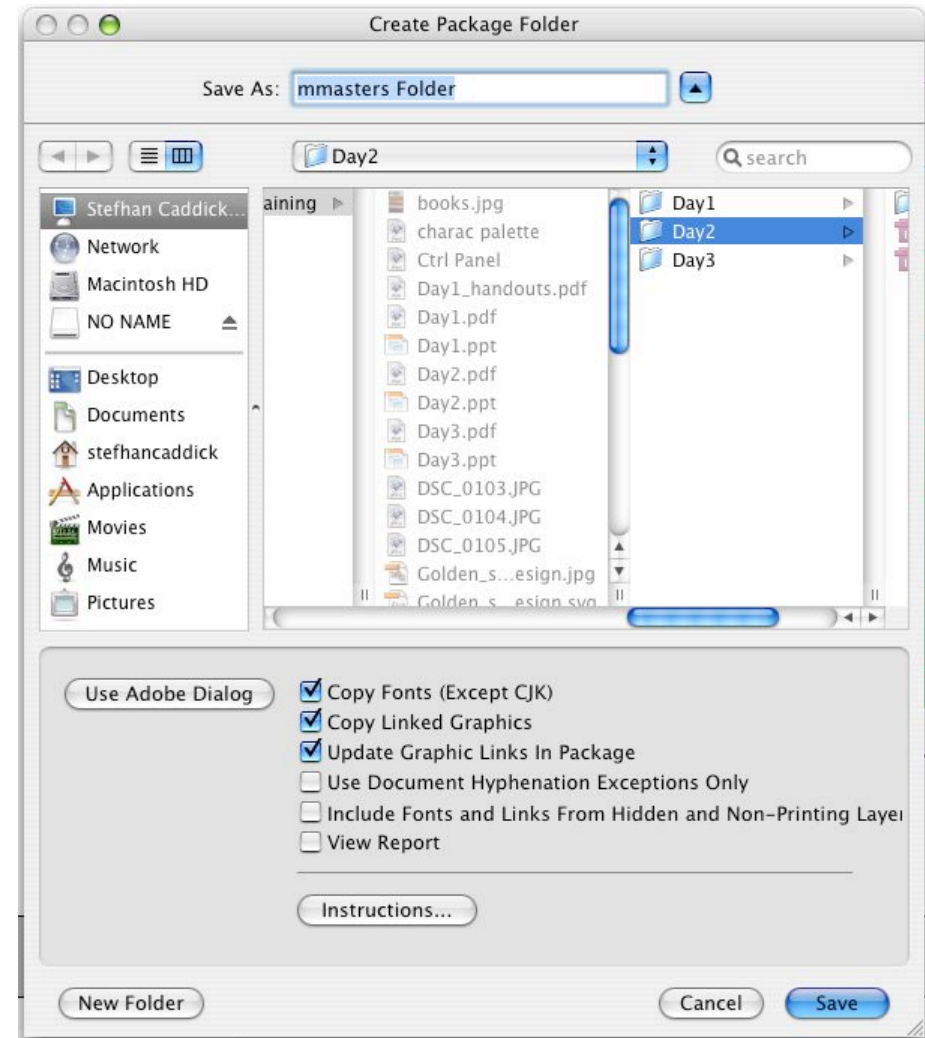 Create Package Folder
Save As: mmasters Folder
Day2
search
Stefhan Caddick...
Network
Macintosh HD
NO NAME
Desktop
Documents
stefhancaddick
Applications
Movies
Music
Pictures
aining
books.jpg
charac palette
Ctrl Panel
Day1_handouts.pdf
Day1.pdf
Day1.ppt
Day2.pdf
Day2.ppt
Day3.pdf
Day3.ppt
DSC_0103.JPG
DSC_0104.JPG
DSC_0105.JPG
Golden_s...esign.jpg
Golden_s...esign.svg
Day1
Day2
Day3
Use Adobe Dialog
Copy Fonts (Except CJK)
Copy Linked Graphics
Update Graphic Links In Package
Use Document Hyphenation Exceptions Only
Include Fonts and Links From Hidden and Non-Printing Layer
View Report
Instructions...
New Folder
Cancel
Save